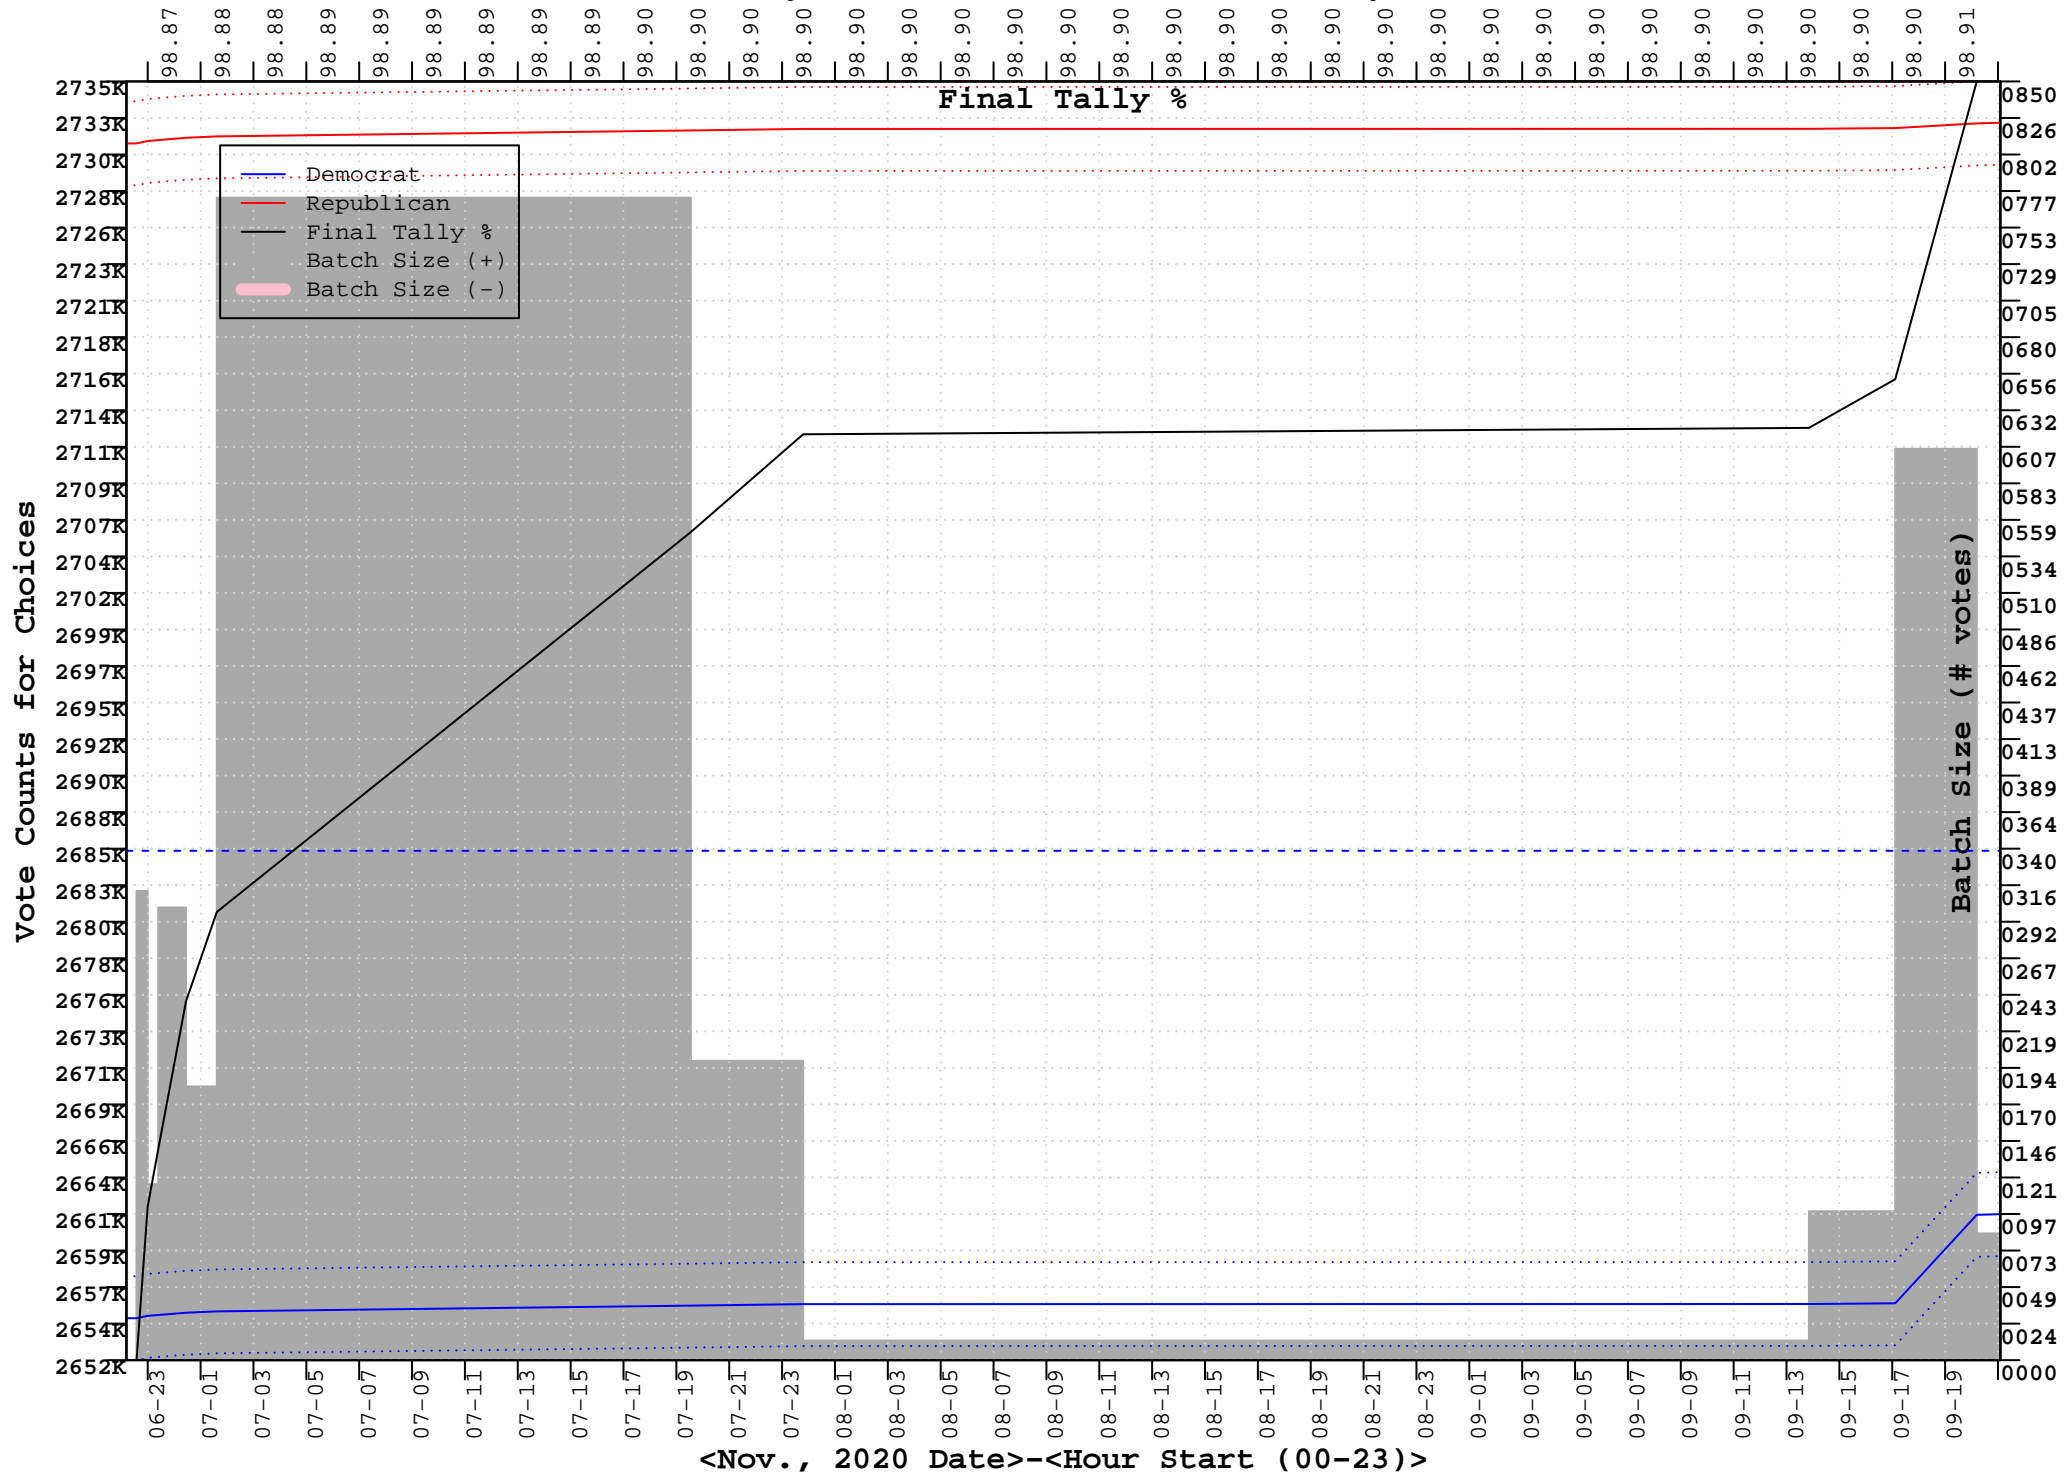 98.87 98.88 98.88 98.89 98.89 98.89 98.89 98.89 98.89 98.90 98.90 98.90 98.90 98.90 98.90 98.90 98.90 98.90 98.90 98.90 98.90 98.90 98.90 98.90 98.90 98.90 98.90 98.90 98.90 98.90 98.90 98.90 98.90 98.90 98.91
Final Tally %
Democrat
Republican
Final Tally %
Batch Size (+)
Batch Size (-)
Vote Counts for Choices
2735K
2733K
2730K
2728K
2726K
2723K
2721K
2718K
2716K
2714K
2711K
2709K
2707K
2704K
2702K
2699K
2697K
2695K
2692K
2690K
2688K
2685K
2683K
2680K
2678K
2676K
2673K
2671K
2669K
2666K
2664K
2661K
2659K
2657K
2654K
2652K
Batch Size (# votes)
0850
0826
0802
0777
0753
0729
0705
0680
0656
0632
0607
0583
0559
0534
0510
0486
0462
0437
0413
0389
0364
0340
0316
0292
0267
0243
0219
0194
0170
0146
0121
0097
0073
0049
0024
0000
06-23 07-01 07-03 07-05 07-07 07-09 07-11 07-13 07-15 07-17 07-19 07-21 07-23 08-01 08-03 08-05 08-07 08-09 08-11 08-13 08-15 08-17 08-19 08-21 08-23 09-01 09-03 09-05 09-07 09-09 09-11 09-13 09-15 09-17 09-19
<Nov., 2020 Date>-<Hour Start (00-23)>